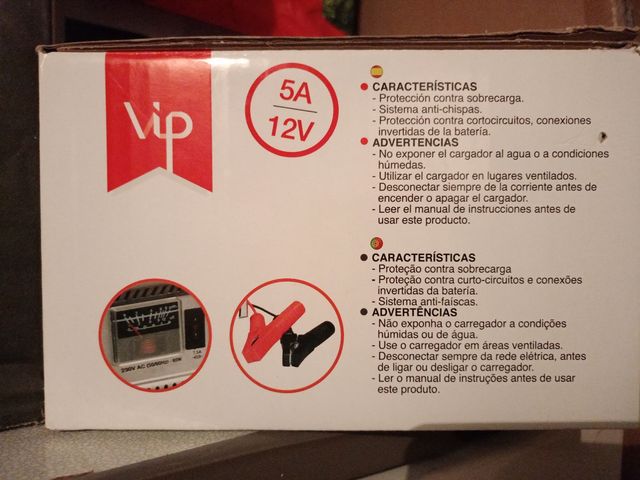 Vip
5A
12V
CARACTERÍSTICAS
- Protección contra sobrecarga.
- Sistema anti-chispas.
- Protección contra cortocircuitos, conexiones
invertidas de la batería.
ADVERTENCIAS
- No exponer el cargador al agua o a condiciones
húmedas.
- Utilizar el cargador en lugares ventilados.
- Desconectar siempre de la corriente antes de
encender o apagar el cargador.
- Leer el manual de instrucciones antes de
usar este producto.
CARACTERÍSTICAS
- Proteção contra sobrecarga
- Proteção contra curto-circuitos e conexões
invertidas da batería.
- Sistema anti-faíscas.
ADVERTÊNCIAS
- Não exponha o carregador a condições
húmidas ou de água.
- Use o carregador em áreas ventiladas.
- Desconectar sempre da rede elétrica, antes
de ligar ou desligar o carregador.
- Ler o manual de instruções antes de usar
este produto.
230V AC